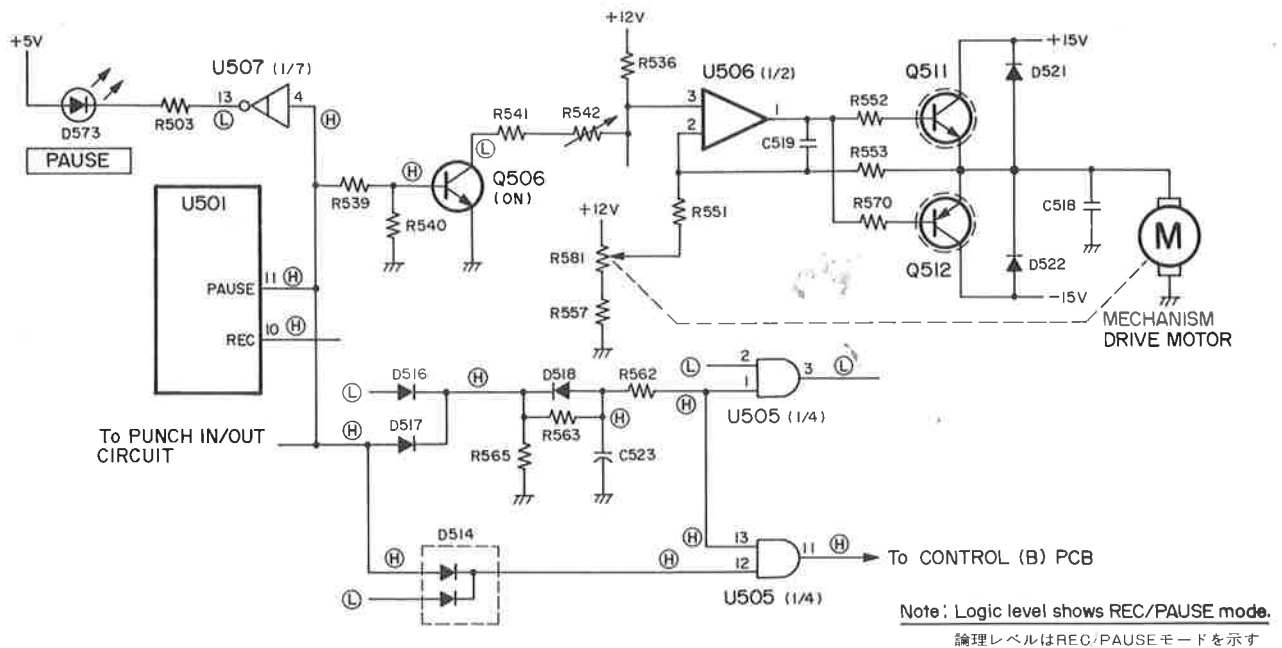 +5V
U507 (1/7)
13
4
Ⓛ
Ⓗ
D573
R503
PAUSE
+12V
R536
U506 (1/2)
3
2
1
R541
R542
Ⓛ
Ⓗ
Q506
(ON)
R539
R540
R551
+12V
R581
R557
C519
R552
R553
R570
Q511
Q512
+15V
D521
D522
-15V
C518
M
MECHANISM
DRIVE MOTOR
U501
PAUSE
11 Ⓗ
REC
10 Ⓗ
Ⓛ
D516
Ⓗ
D518
R562
Ⓛ
2
1
3
Ⓛ
U505 (1/4)
Ⓗ
To PUNCH IN/OUT
CIRCUIT
Ⓗ
D517
R563
Ⓗ
R565
C523
D514
Ⓗ
Ⓛ
Ⓗ
Ⓗ
13
12
11
Ⓗ
U505 (1/4)
To CONTROL (B) PCB
Note: Logic level shows REC/PAUSE mode.
論理レベルはREC/PAUSEモードを示す